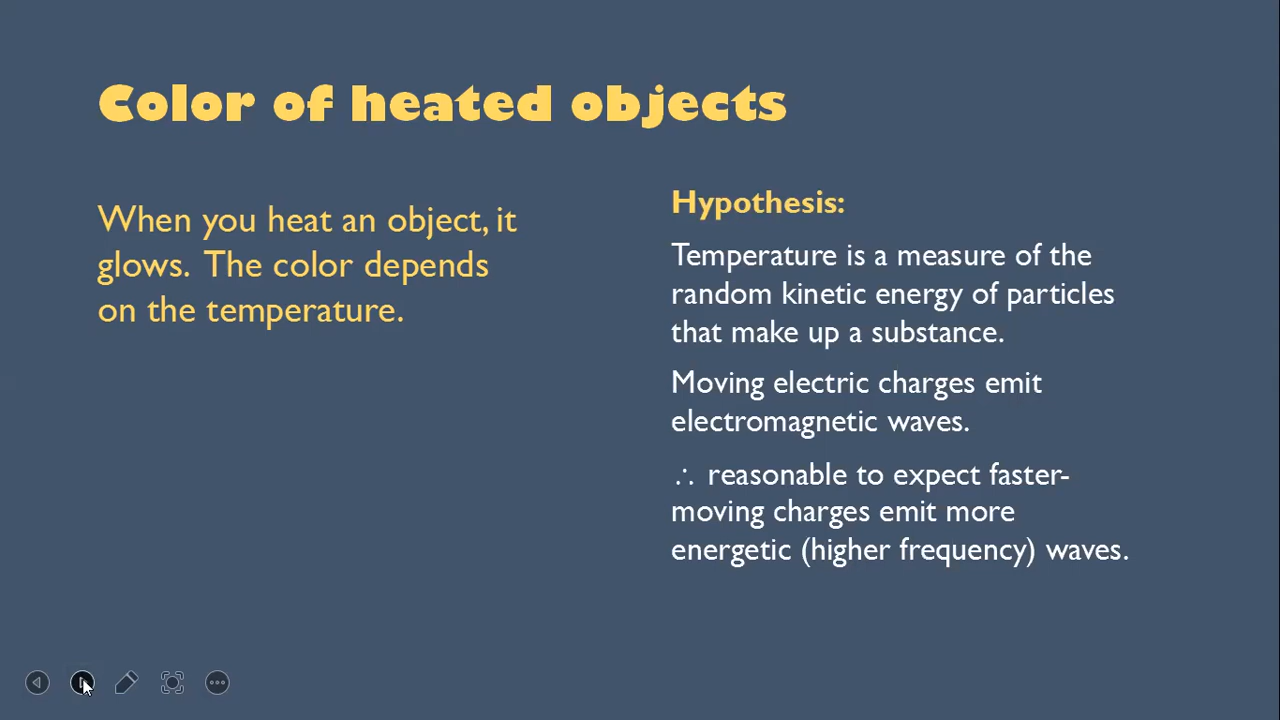 Color of heated objects
When you heat an object, it
glows.  The color depends
on the temperature.
Hypothesis:
Temperature is a measure of the
random kinetic energy of particles
that make up a substance.
Moving electric charges emit
electromagnetic waves.
∴ reasonable to expect faster-
moving charges emit more
energetic (higher frequency) waves.